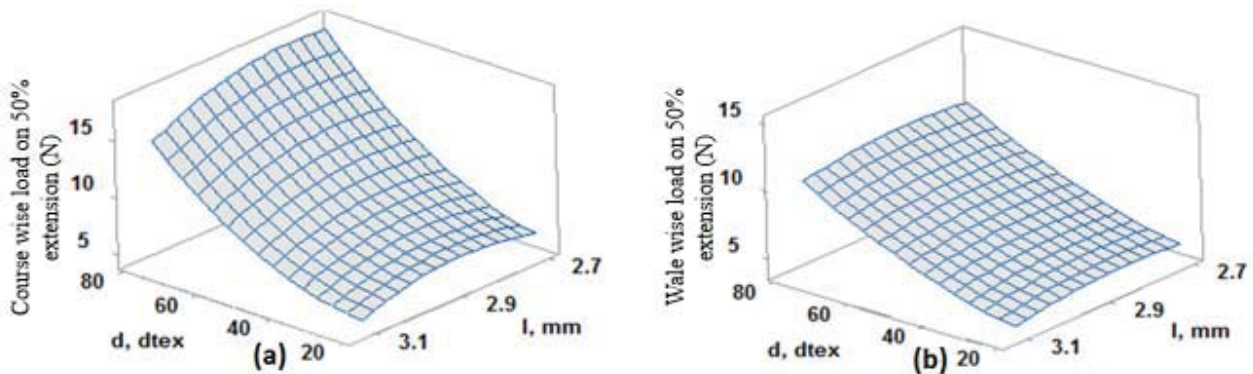 Course wise load on 50%
extension (N)
15
10
5
80
60
40
20
d, dtex
(a)
3.1
2.9
2.7
l, mm
Wale wise load on 50%
extension (N)
15
10
5
80
60
40
20
d, dtex
(b)
3.1
2.9
2.7
l, mm